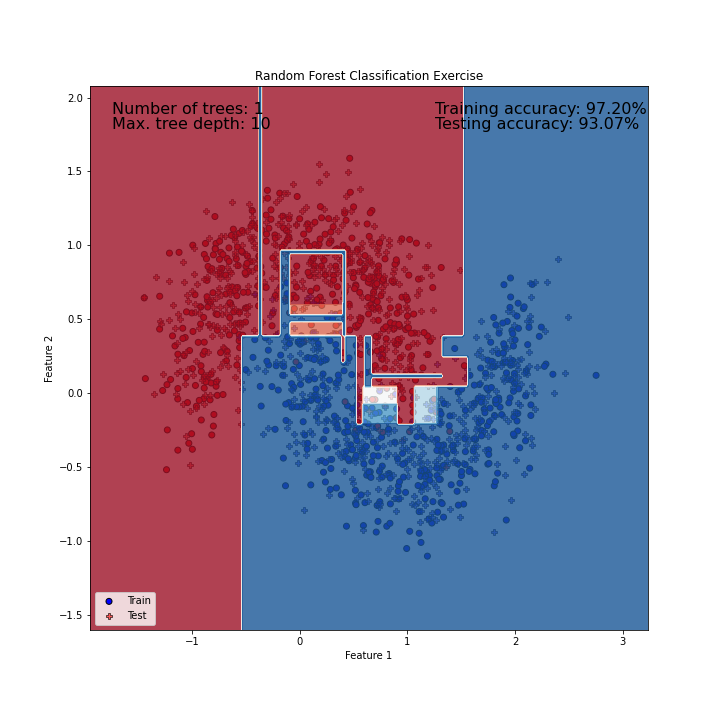 Random Forest Classification Exercise
Number of trees: 1
Max. tree depth: 10
Training accuracy: 97.20%
Testing accuracy: 93.07%
2.0
1.5
1.0
0.5
0.0
−0.5
−1.0
−1.5
Feature 2
Train
Test
−1
0
1
2
3
Feature 1